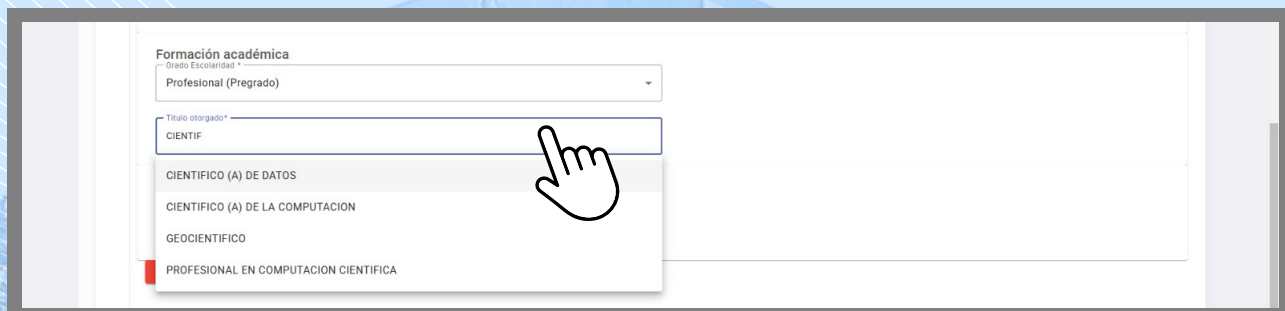 Formación académica
Grado Escolaridad *
Profesional (Pregrado)
Titulo otorgado*
CIENTIF
CIENTIFICO (A) DE DATOS
CIENTIFICO (A) DE LA COMPUTACION
GEOCIENTIFICO
PROFESIONAL EN COMPUTACION CIENTIFICA